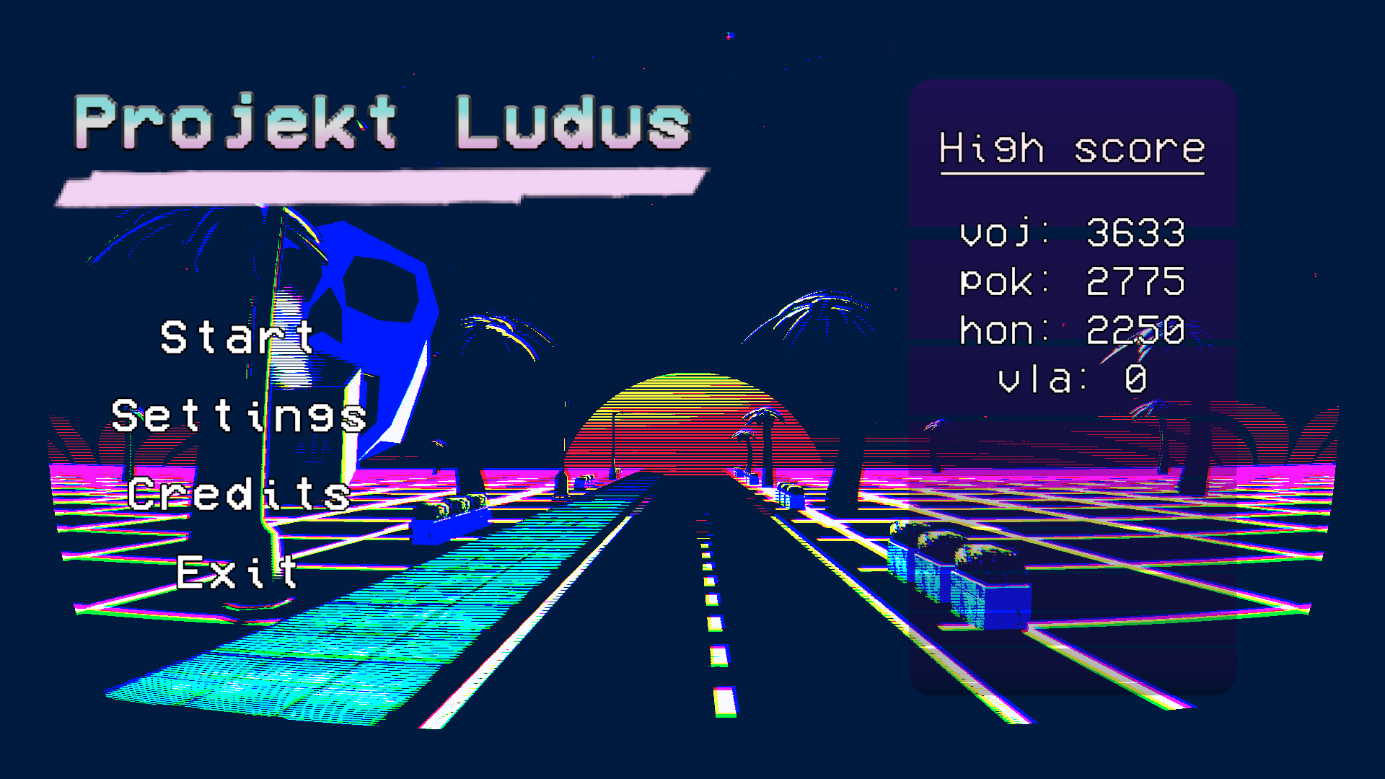 Projekt Ludus
Start
Settings
Credits
Exit
High score
voj: 3633
pok: 2775
hon: 2250
vla: 0